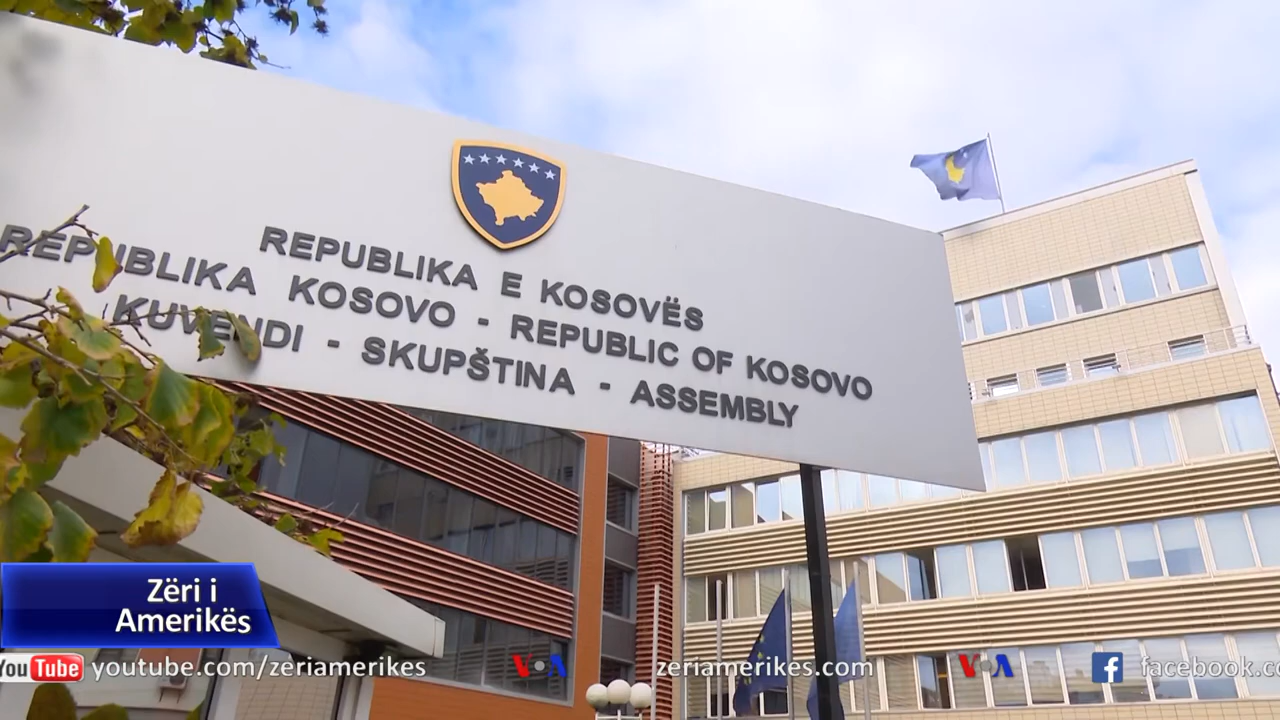 REPUBLIKA E KOSOVËS
REPUBLIKA KOSOVO - REPUBLIC OF KOSOVO
KUVENDI - SKUPŠTINA - ASSEMBLY
Zëri i
Amerikës
YouTube youtube.com/zeriamerikes VOA zeriamerikes.com VOA facebook.co